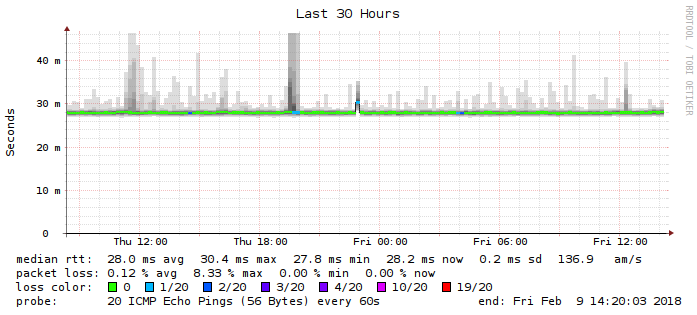 Last 30 Hours
RRDTOOL / TOBI OETIKER
Seconds
40 m
30 m
20 m
10 m
0
Thu 12:00 Thu 18:00 Fri 00:00 Fri 06:00 Fri 12:00
median rtt: 28.0 ms avg 30.4 ms max 27.8 ms min 28.2 ms now 0.2 ms sd 136.9 am/s
packet loss: 0.12 % avg 8.33 % max 0.00 % min 0.00 % now
loss color: 0 1/20 2/20 3/20 4/20 10/20 19/20
probe: 20 ICMP Echo Pings (56 Bytes) every 60s end: Fri Feb 9 14:20:03 2018